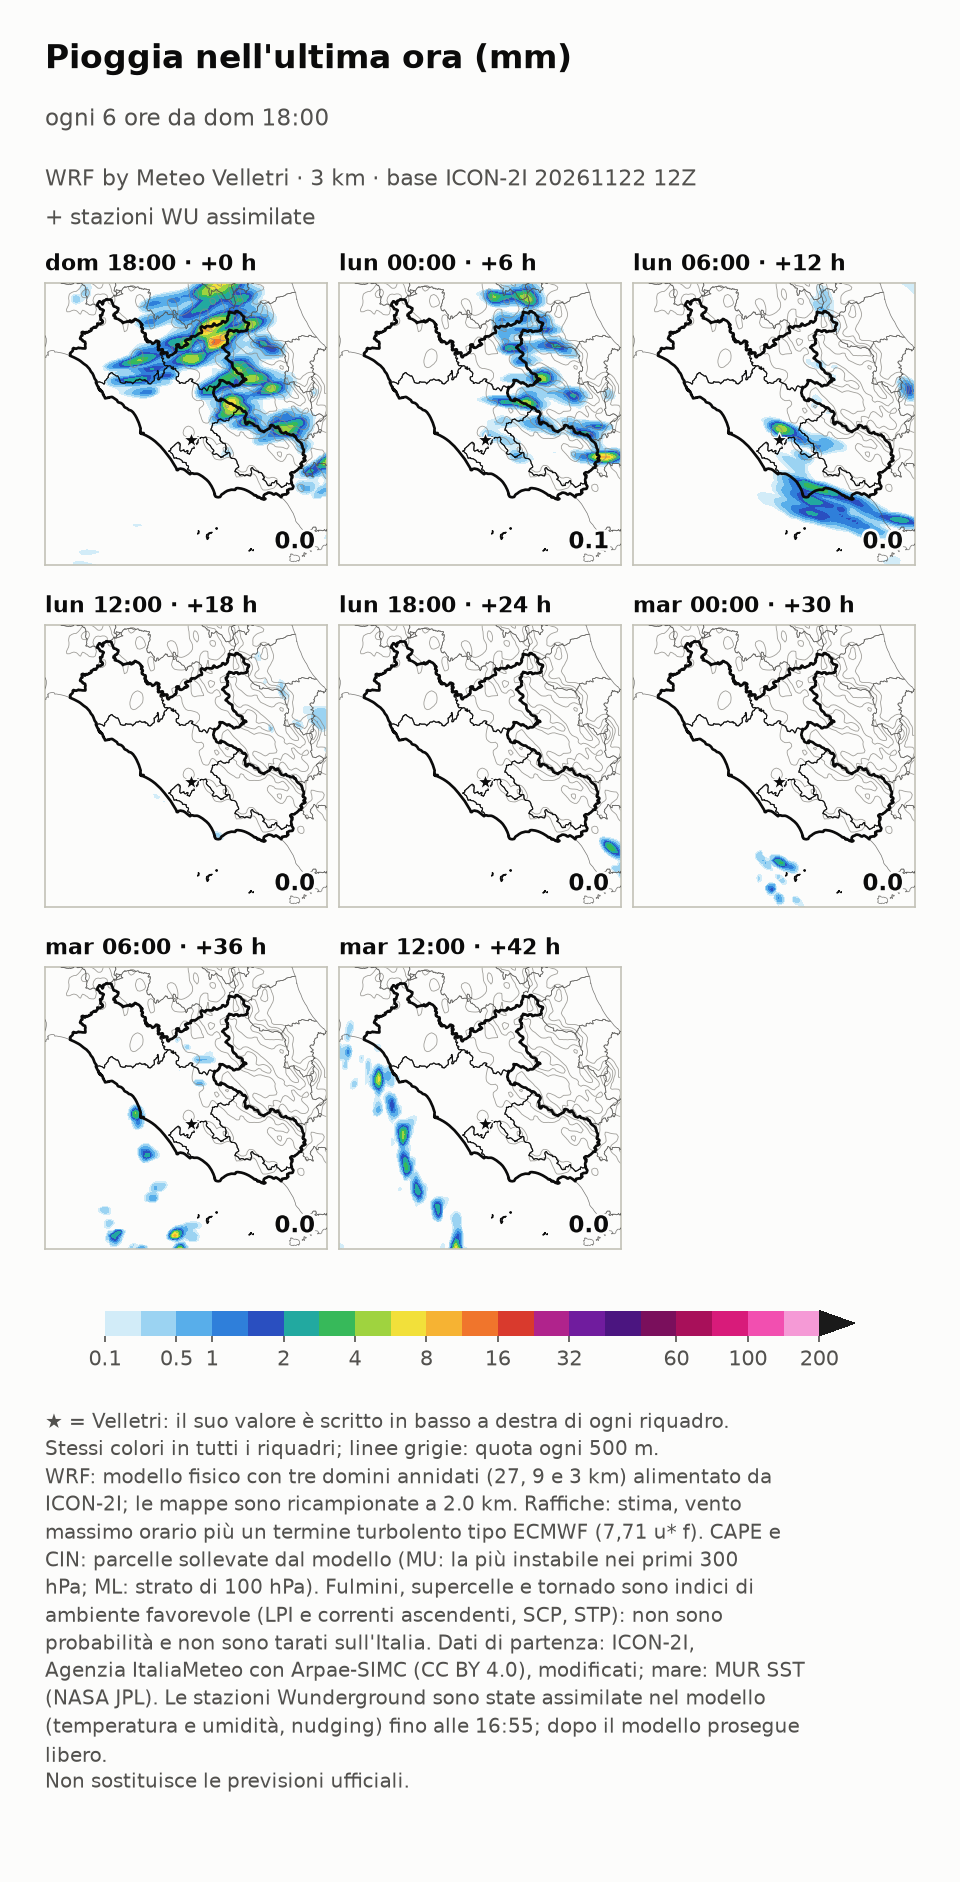 Pioggia nell'ultima ora (mm)
ogni 6 ore da dom 18:00
WRF by Meteo Velletri · 3 km · base ICON-2I 20261122 12Z
+ stazioni WU assimilate
dom 18:00 · +0 h
lun 00:00 · +6 h
lun 06:00 · +12 h
0.0
0.1
0.0
lun 12:00 · +18 h
lun 18:00 · +24 h
mar 00:00 · +30 h
0.0
0.0
0.0
mar 06:00 · +36 h
mar 12:00 · +42 h
0.0
0.0
0.1 0.5 1 2 4 8 16 32 60 100 200
★ = Velletri: il suo valore è scritto in basso a destra di ogni riquadro.
Stessi colori in tutti i riquadri; linee grigie: quota ogni 500 m.
WRF: modello fisico con tre domini annidati (27, 9 e 3 km) alimentato da
ICON-2I; le mappe sono ricampionate a 2.0 km. Raffiche: stima, vento
massimo orario più un termine turbolento tipo ECMWF (7,71 u* f). CAPE e
CIN: parcelle sollevate dal modello (MU: la più instabile nei primi 300
hPa; ML: strato di 100 hPa). Fulmini, supercelle e tornado sono indici di
ambiente favorevole (LPI e correnti ascendenti, SCP, STP): non sono
probabilità e non sono tarati sull'Italia. Dati di partenza: ICON-2I,
Agenzia ItaliaMeteo con Arpae-SIMC (CC BY 4.0), modificati; mare: MUR SST
(NASA JPL). Le stazioni Wunderground sono state assimilate nel modello
(temperatura e umidità, nudging) fino alle 16:55; dopo il modello prosegue
libero.
Non sostituisce le previsioni ufficiali.